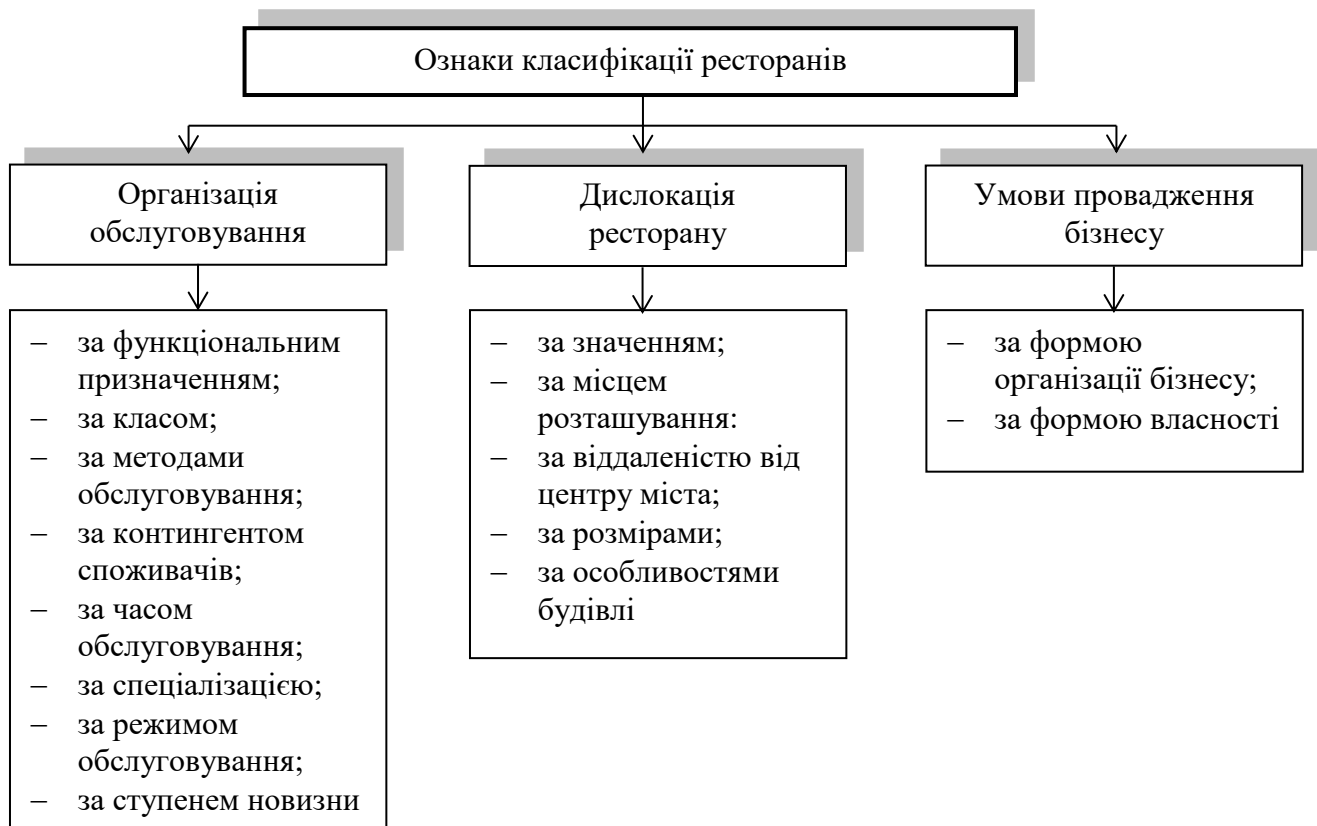 Ознаки класифікації ресторанів
Організація
обслуговування
Дислокація
ресторану
Умови провадження
бізнесу
– за функціональним
призначенням;
– за класом;
– за методами
обслуговування;
– за контингентом
споживачів;
– за часом
обслуговування;
– за спеціалізацією;
– за режимом
обслуговування;
– за ступенем новизни
– за значенням;
– за місцем
розташування:
– за віддаленістю від
центру міста;
– за розмірами;
– за особливостями
будівлі
– за формою
організації бізнесу;
– за формою власності